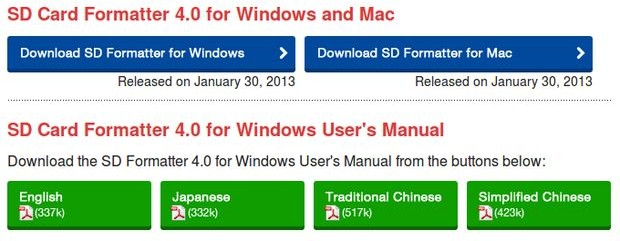 SD Card Formatter 4.0 for Windows and Mac
Download SD Formatter for Windows
Download SD Formatter for Mac
Released on January 30, 2013
Released on January 30, 2013
SD Card Formatter 4.0 for Windows User's Manual
Download the SD Formatter 4.0 for Windows User's Manual from the buttons below:
English
(337k)
Japanese
(332k)
Traditional Chinese
(517k)
Simplified Chinese
(423k)